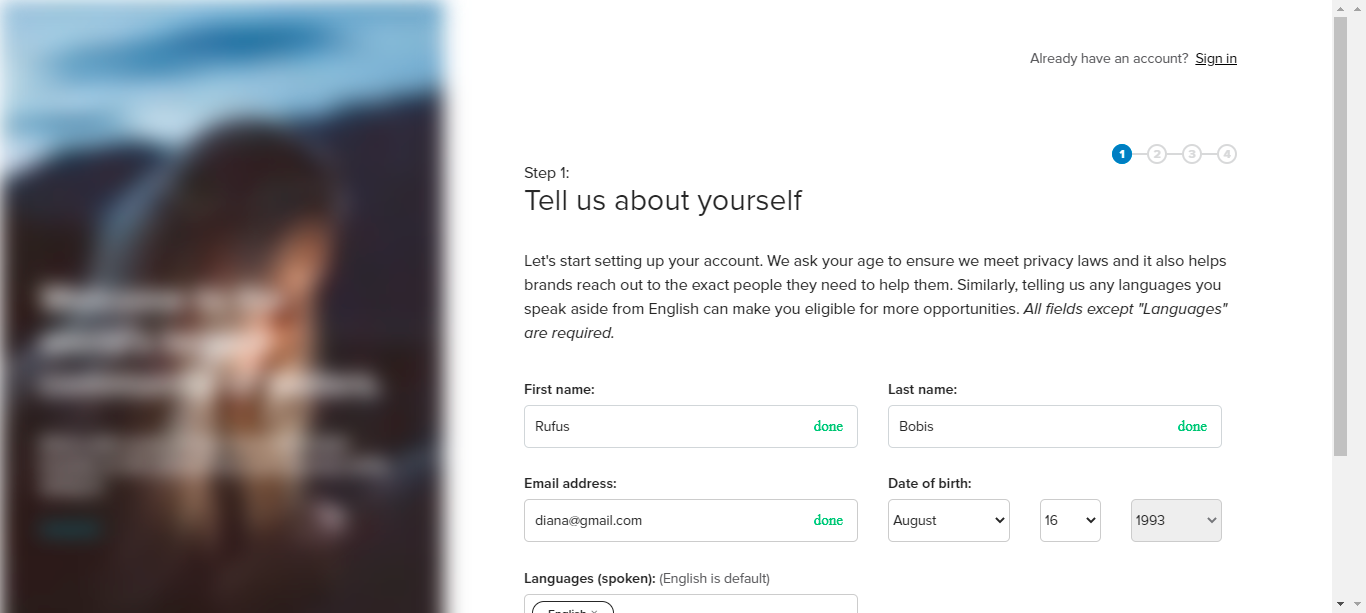 Already have an account? Sign in
1 2 3 4
Step 1:
Tell us about yourself
Let's start setting up your account. We ask your age to ensure we meet privacy laws and it also helps
brands reach out to the exact people they need to help them. Similarly, telling us any languages you
speak aside from English can make you eligible for more opportunities. All fields except "Languages"
are required.
First name:
Last name:
Rufus done
Bobis done
Email address:
Date of birth:
diana@gmail.com done
August 16 1993
Languages (spoken): (English is default)
English ×